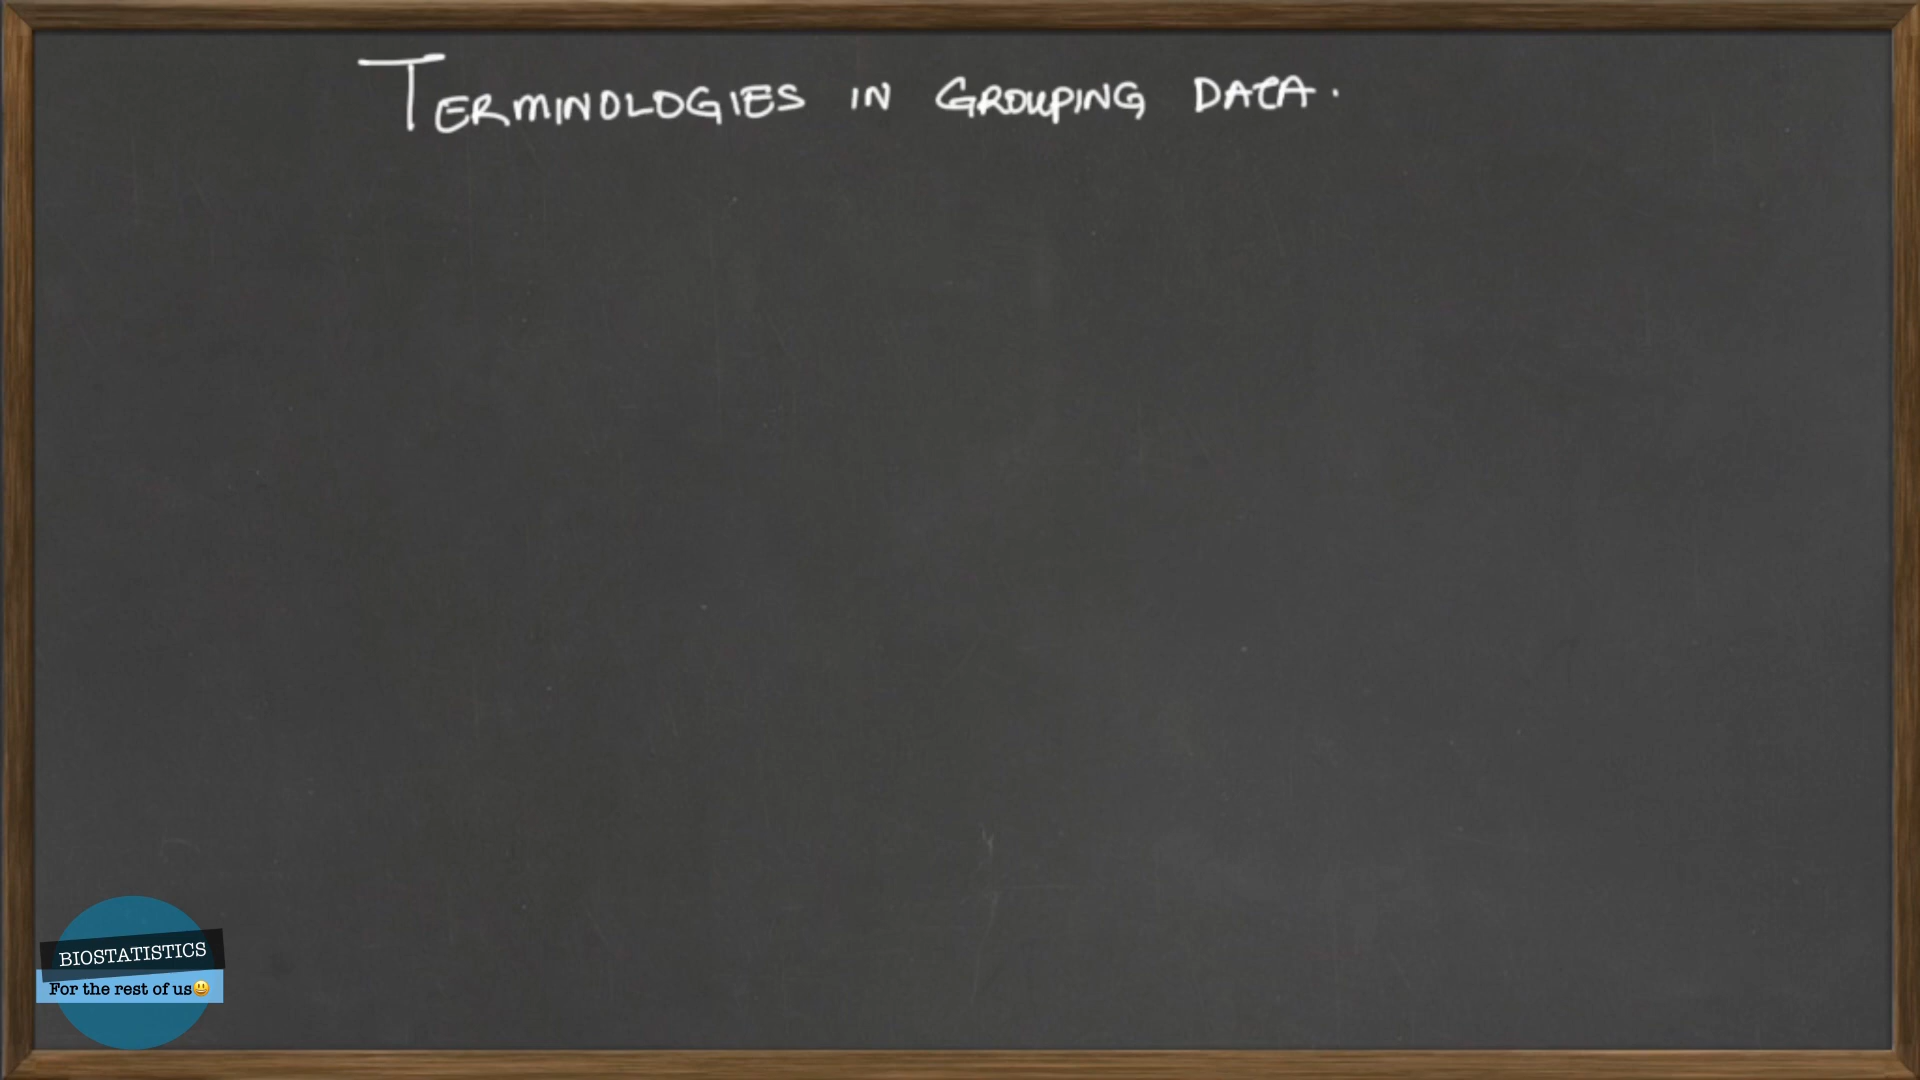 TERMINOLOGIES IN GROUPING DATA.
BIOSTATISTICS
For the rest of us😃